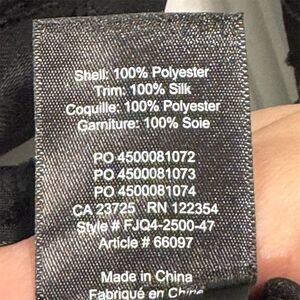 Shell: 100% Polyester
Trim: 100% Silk
Coquille: 100% Polyester
Garniture: 100% Soie
PO 4500081072
PO 4500081073
PO 4500081074
CA 23725 RN 122354
Style # FJQ4-2500-47
Article # 66097
Made in China
Fabriqué en Chine